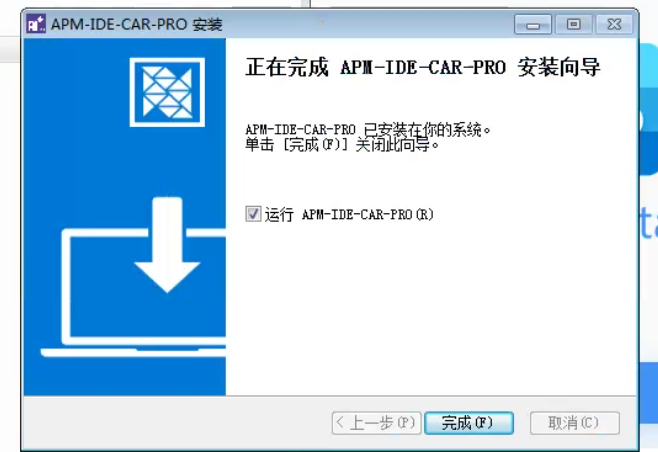 APM-IDE-CAR-PRO 安装
正在完成 APM-IDE-CAR-PRO 安装向导
APM-IDE-CAR-PRO 已安装在你的系统。
单击 [完成(F)] 关闭此向导。
运行 APM-IDE-CAR-PRO(R)
< 上一步(P)
完成(F)
取消(C)